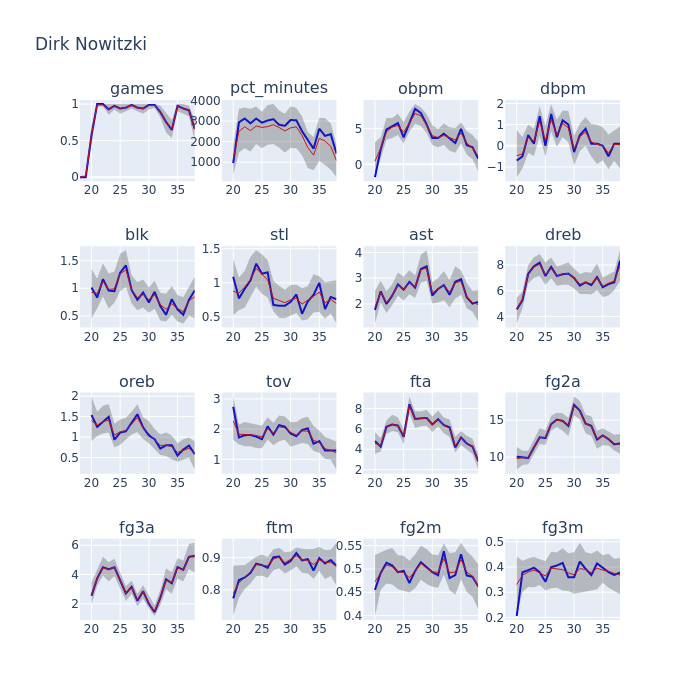 Dirk Nowitzki
games pct_minutes obpm dbpm
1 0.5 0
4000 3000 2000 1000
5 0
2 1 0 −1
20 25 30 35 20 25 30 35 20 25 30 35 20 25 30 35
blk stl ast dreb
1.5 1 0.5
1.5 1 0.5
4 3 2
8 6 4
20 25 30 35 20 25 30 35 20 25 30 35 20 25 30 35
oreb tov fta fg2a
2 1.5 1 0.5
3 2 1
8 6 4 2
15 10
20 25 30 35 20 25 30 35 20 25 30 35 20 25 30 35
fg3a ftm fg2m fg3m
6 4 2
0.9 0.8
0.55 0.5 0.45 0.4
0.5 0.4 0.3 0.2
20 25 30 35 20 25 30 35 20 25 30 35 20 25 30 35